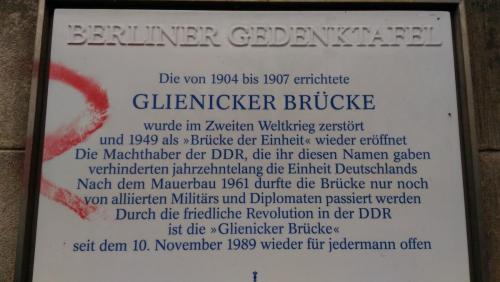 BERLINER GEDENKTAFEL
Die von 1904 bis 1907 errichtete
GLIENICKER BRÜCKE
wurde im Zweiten Weltkrieg zerstört
und 1949 als »Brücke der Einheit« wieder eröffnet
Die Machthaber der DDR, die ihr diesen Namen gaben
verhinderten jahrzehntelang die Einheit Deutschlands
Nach dem Mauerbau 1961 durfte die Brücke nur noch
von alliierten Militärs und Diplomaten passiert werden
Durch die friedliche Revolution in der DDR
ist die »Glienicker Brücke«
seit dem 10. November 1989 wieder für jedermann offen